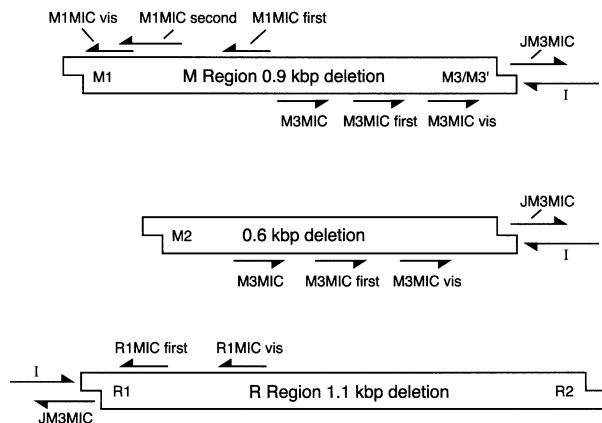 M1MIC vis
M1MIC second
M1MIC first
JM3MIC
M1
M Region 0.9 kbp deletion
M3/M3'
I
M3MIC
M3MIC first
M3MIC vis
JM3MIC
M2
0.6 kbp deletion
I
M3MIC
M3MIC first
M3MIC vis
R1MIC first
R1MIC vis
I
R1
R Region 1.1 kbp deletion
R2
JM3MIC